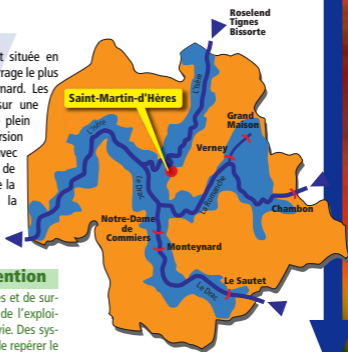 t située en
rage le plus
nard. Les
sur une
plein
rsion
avec
de
e la
la
ention
es et de sur-
de l'exploi-
vie. Des sys-
de repérer le
Roselend
Tignes
Bissorte
L'Isère
Saint-Martin-d'Hères
Grand
Maison
L'Isère
Verney
Le Drac
La Romanche
Chambon
Notre-Dame
de
Commiers
Monteynard
Le Sautet
Le Drac